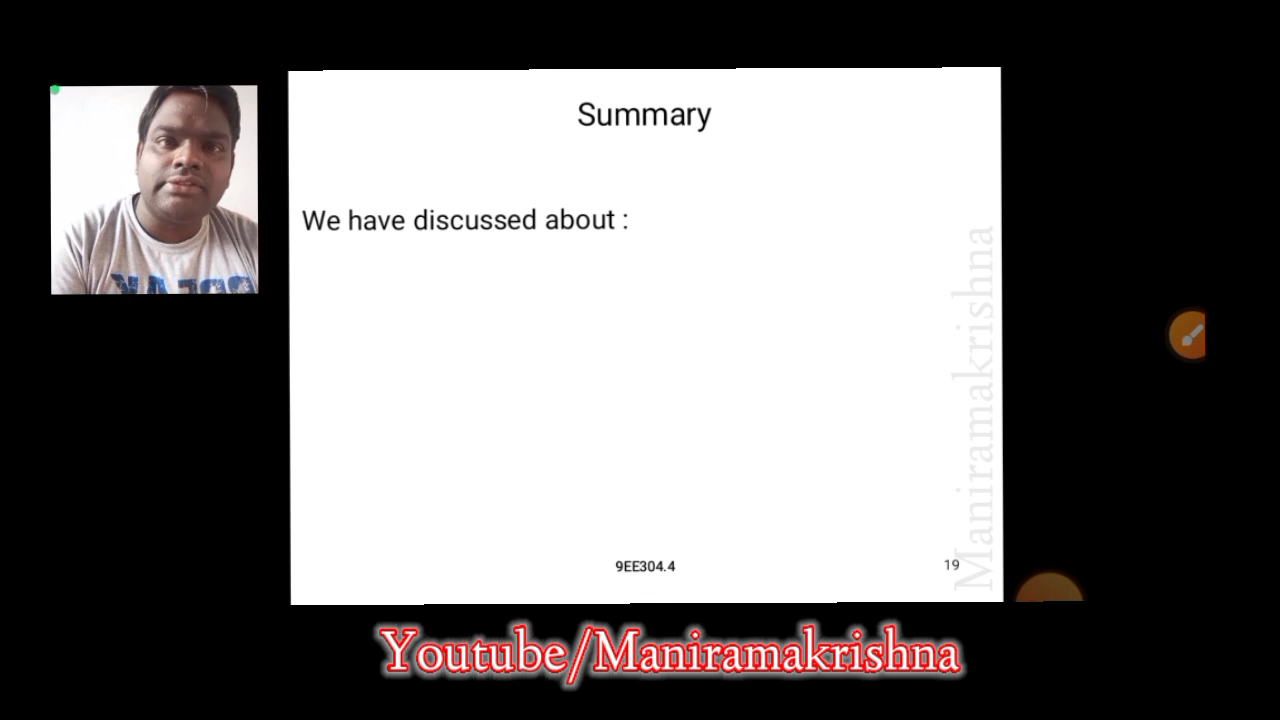 Summary
We have discussed about :
Maniramakrishna
9EE304.4
19
Youtube/Maniramakrishna